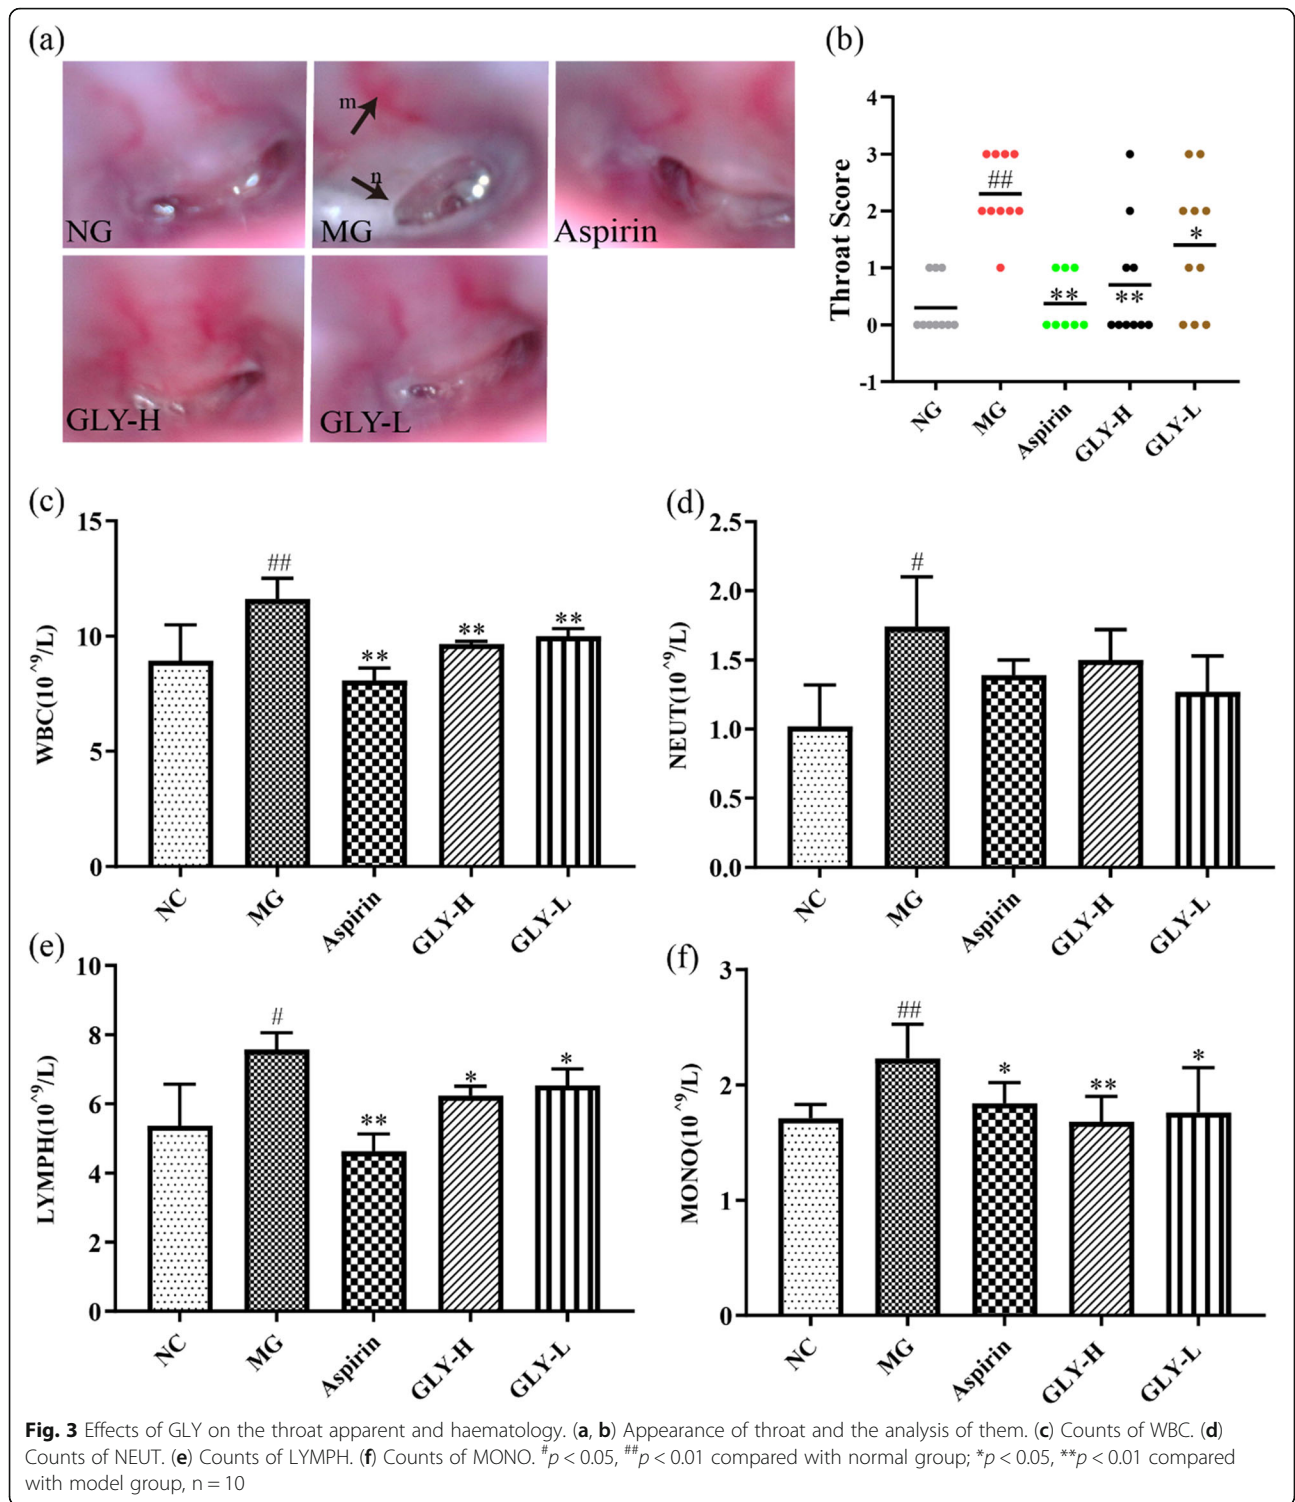 (a)
m
n
NG
MG
Aspirin
GLY-H
GLY-L
(b)
Throat Score
4
3
2
1
0
-1
##
**
**
*
NG
MG
Aspirin
GLY-H
GLY-L
(c)
WBC(10^9/L)
15
10
5
0
##
**
**
**
NC
MG
Aspirin
GLY-H
GLY-L
(d)
NEUT(10^9/L)
2.5
2.0
1.5
1.0
0.5
0.0
#
NC
MG
Aspirin
GLY-H
GLY-L
(e)
LYMPH(10^9/L)
10
8
6
4
2
0
#
**
*
*
NC
MG
Aspirin
GLY-H
GLY-L
(f)
MONO(10^9/L)
3
2
1
0
##
*
**
*
NC
MG
Aspirin
GLY-H
GLY-L
Fig. 3 Effects of GLY on the throat apparent and haematology. (a, b) Appearance of throat and the analysis of them. (c) Counts of WBC. (d)
Counts of NEUT. (e) Counts of LYMPH. (f) Counts of MONO. #p < 0.05, ##p < 0.01 compared with normal group; *p < 0.05, **p < 0.01 compared
with model group, n = 10